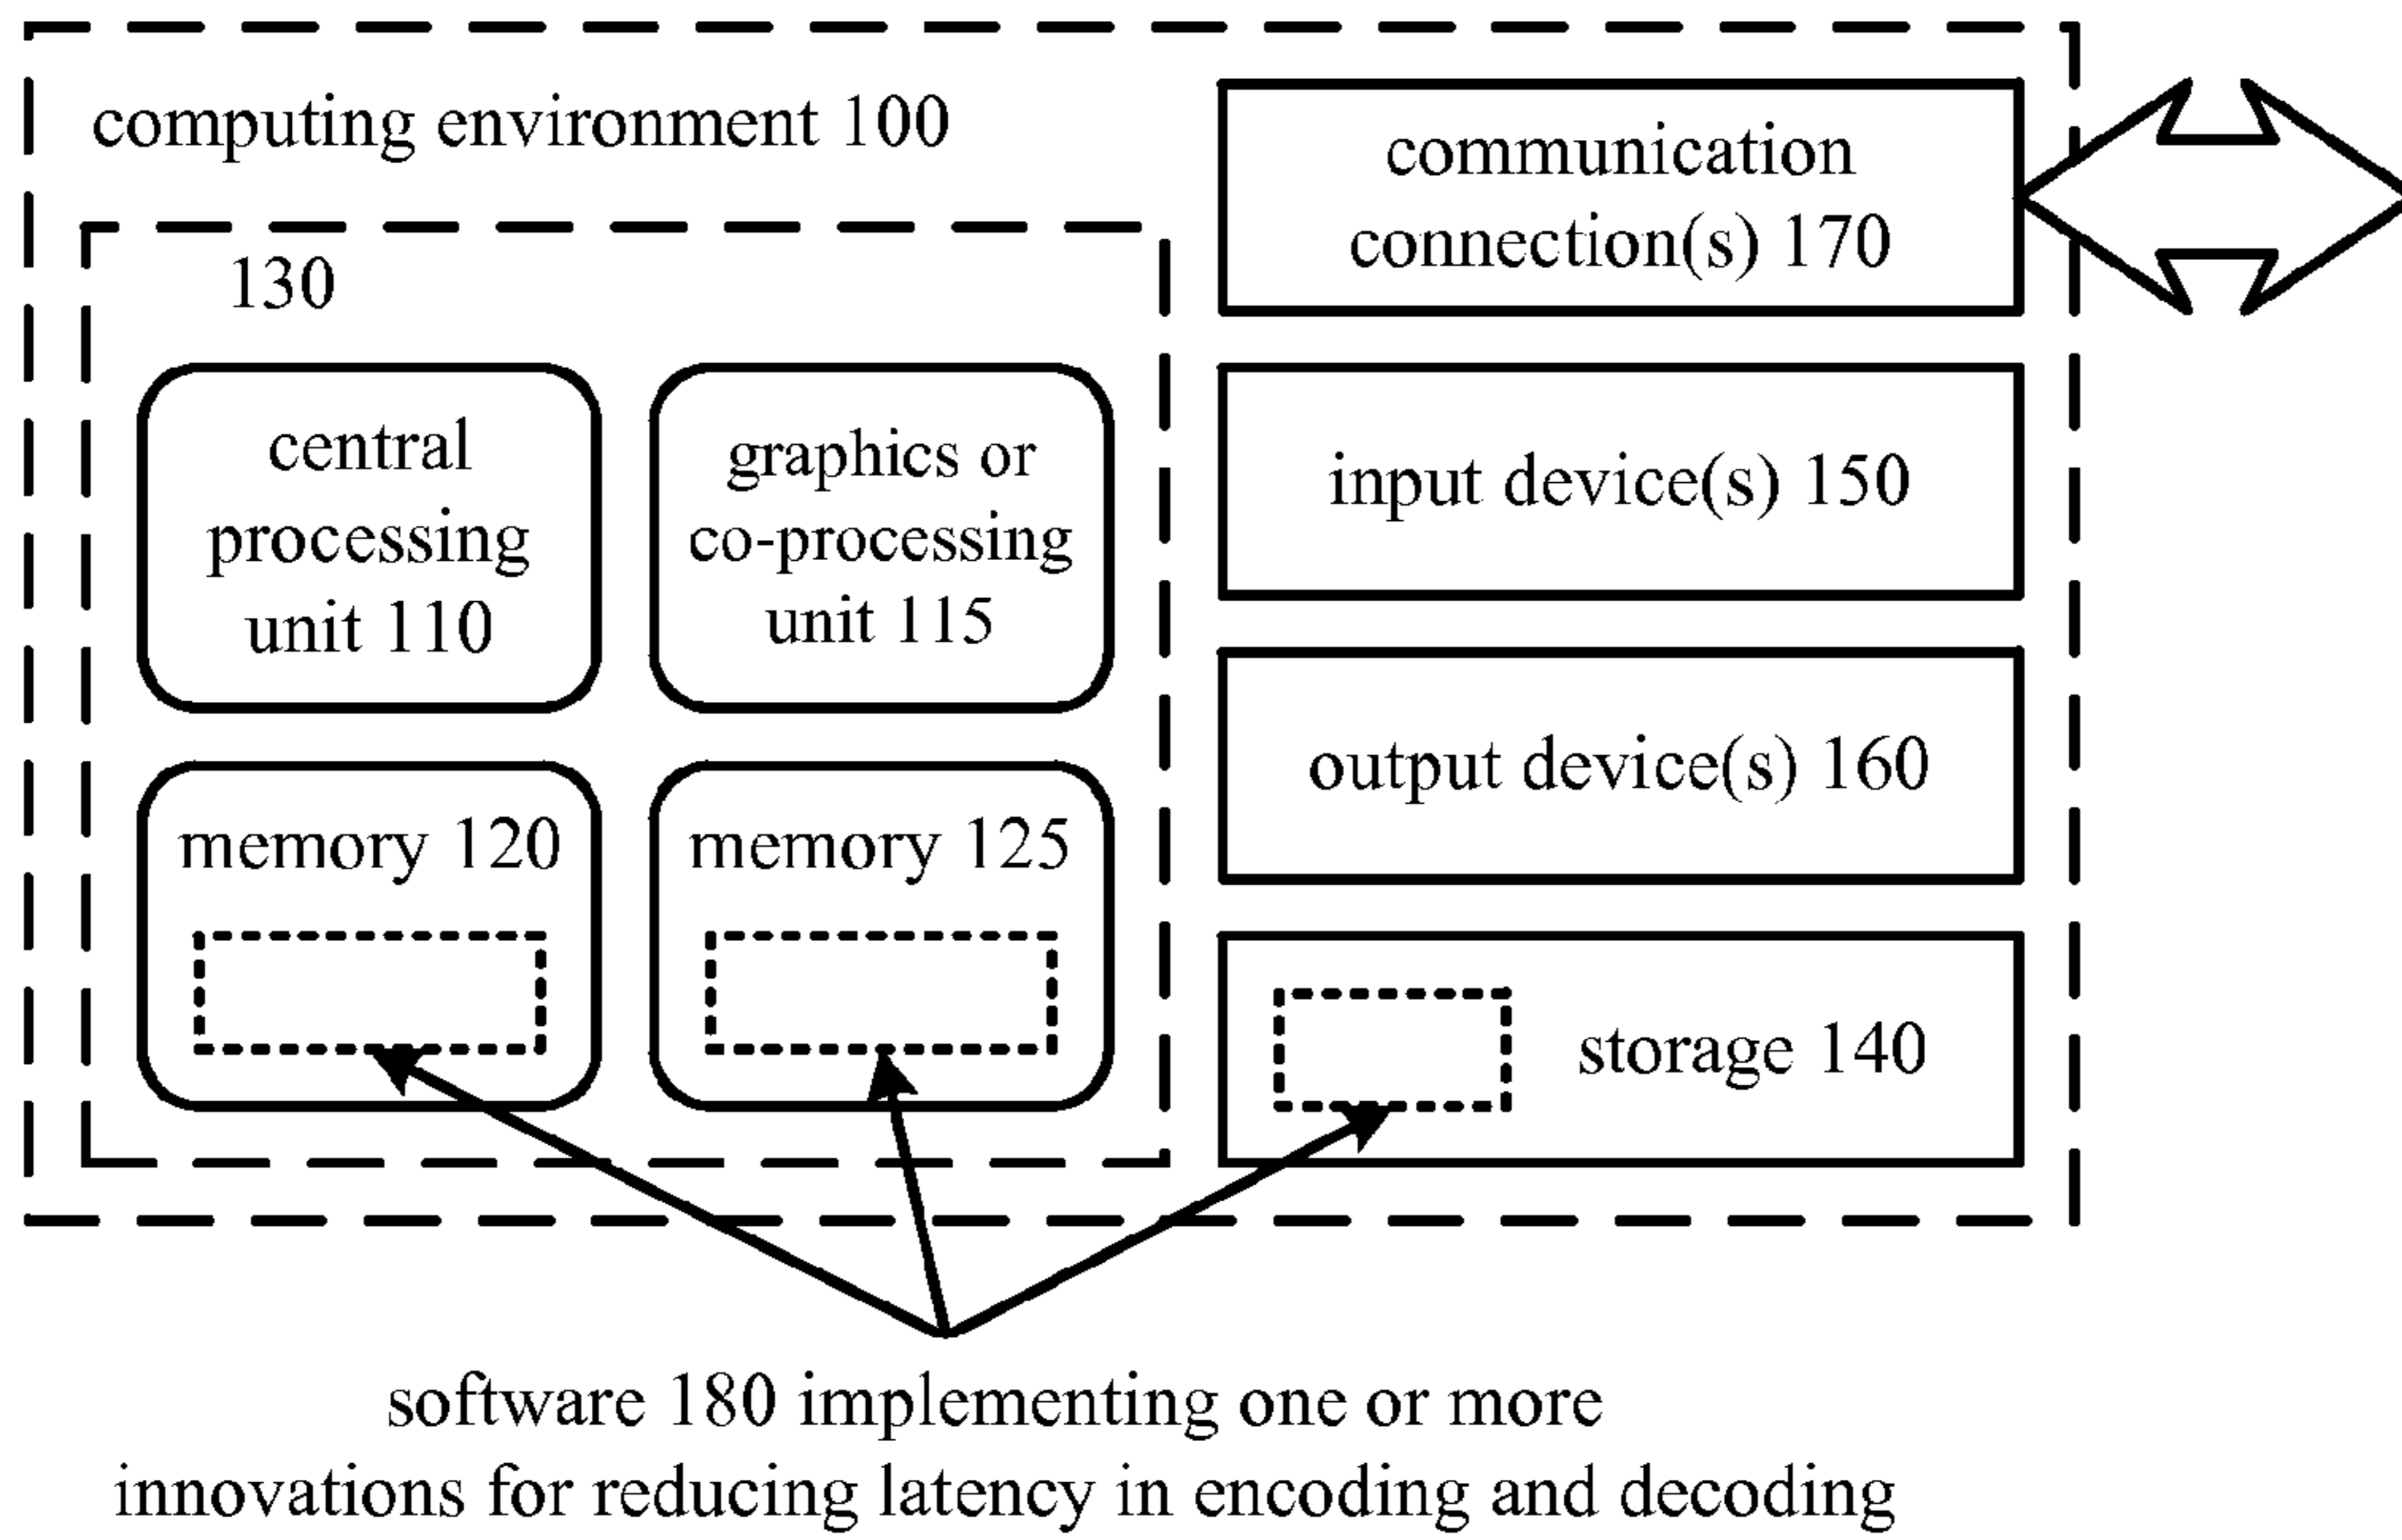 computing environment 100
130
central
processing
unit 110
graphics or
co-processing
unit 115
memory 120
memory 125
communication
connection(s) 170
input device(s) 150
output device(s) 160
storage 140
software 180 implementing one or more
innovations for reducing latency in encoding and decoding